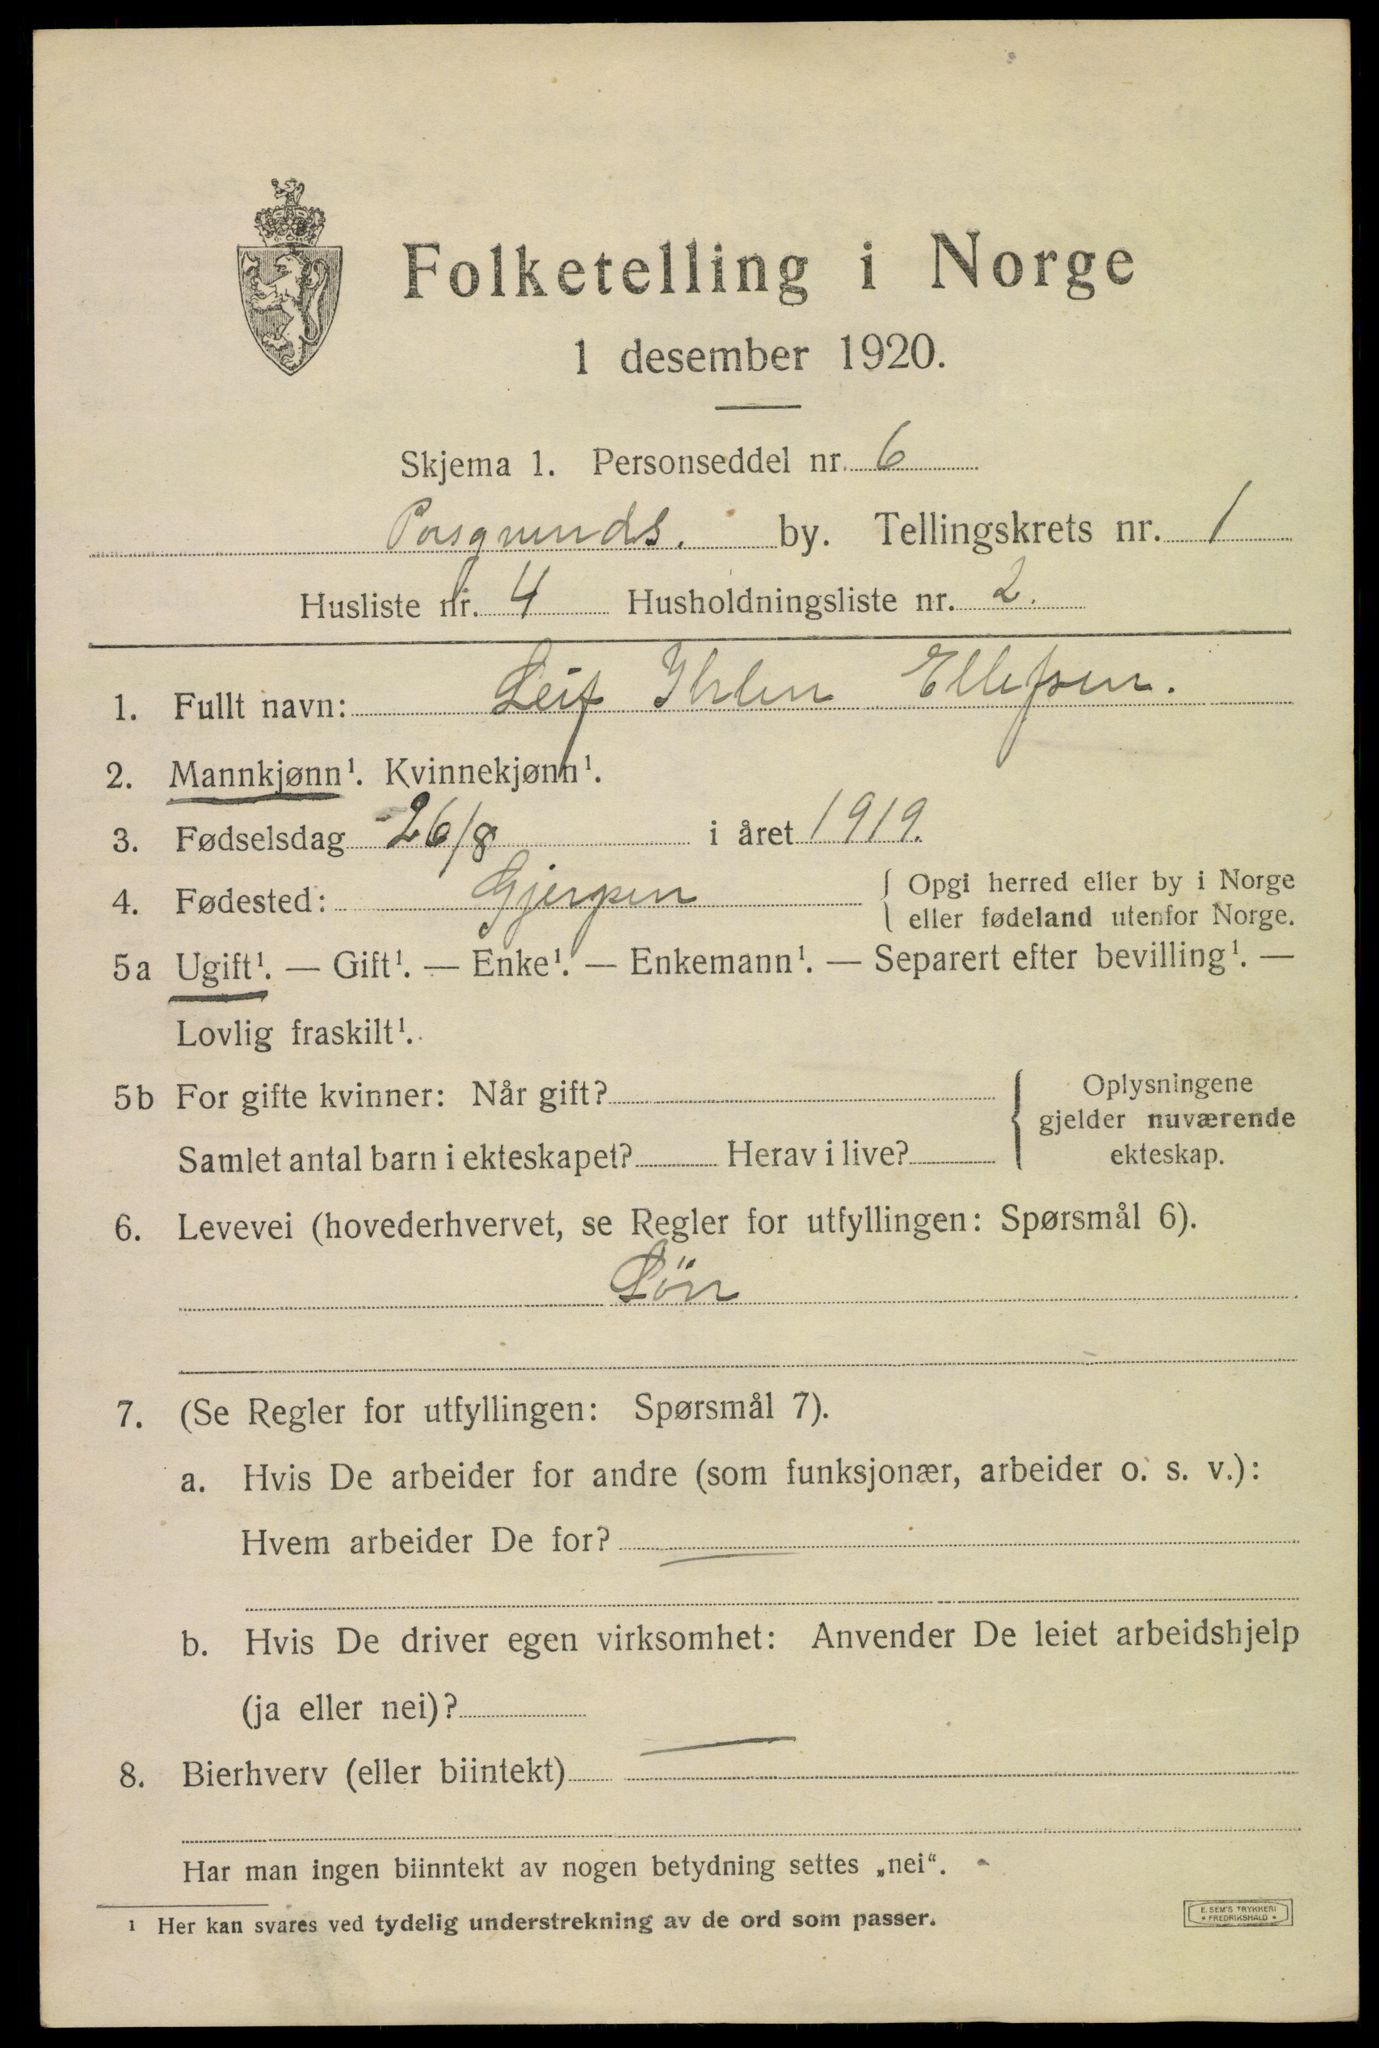 Folketelling i Norge
1 desember 1920.
Skjema 1. Personseddel nr. 6
Porsgrunds. by. Tellingskrets nr. 1
Husliste nr. 4 Husholdningsliste nr. 2.
1. Fullt navn: Leif Ihlen Ellefsen.
2. Mannkjønn¹. Kvinnekjønn¹.
3. Fødselsdag 26/8 i året 1919.
4. Fødested: Gjerpen { Opgi herred eller by i Norge
eller fødeland utenfor Norge.
5a Ugift¹. — Gift¹. — Enke¹. — Enkemann¹. — Separert efter bevilling¹. —
Lovlig fraskilt¹.
5b For gifte kvinner: Når gift? { Oplysningene
gjelder nuværende
Samlet antal barn i ekteskapet? Herav i live? ekteskap.
6. Levevei (hovederhvervet, se Regler for utfyllingen: Spørsmål 6).
Sön
7. (Se Regler for utfyllingen: Spørsmål 7).
a. Hvis De arbeider for andre (som funksjonær, arbeider o. s. v.):
Hvem arbeider De for?
b. Hvis De driver egen virksomhet: Anvender De leiet arbeidshjelp
(ja eller nei)?
8. Bierhverv (eller biintekt)
Har man ingen biinntekt av nogen betydning settes „nei“.
¹ Her kan svares ved tydelig understrekning av de ord som passer.
E. SEM'S TRYKKERI
* FREDRIKSHALD *